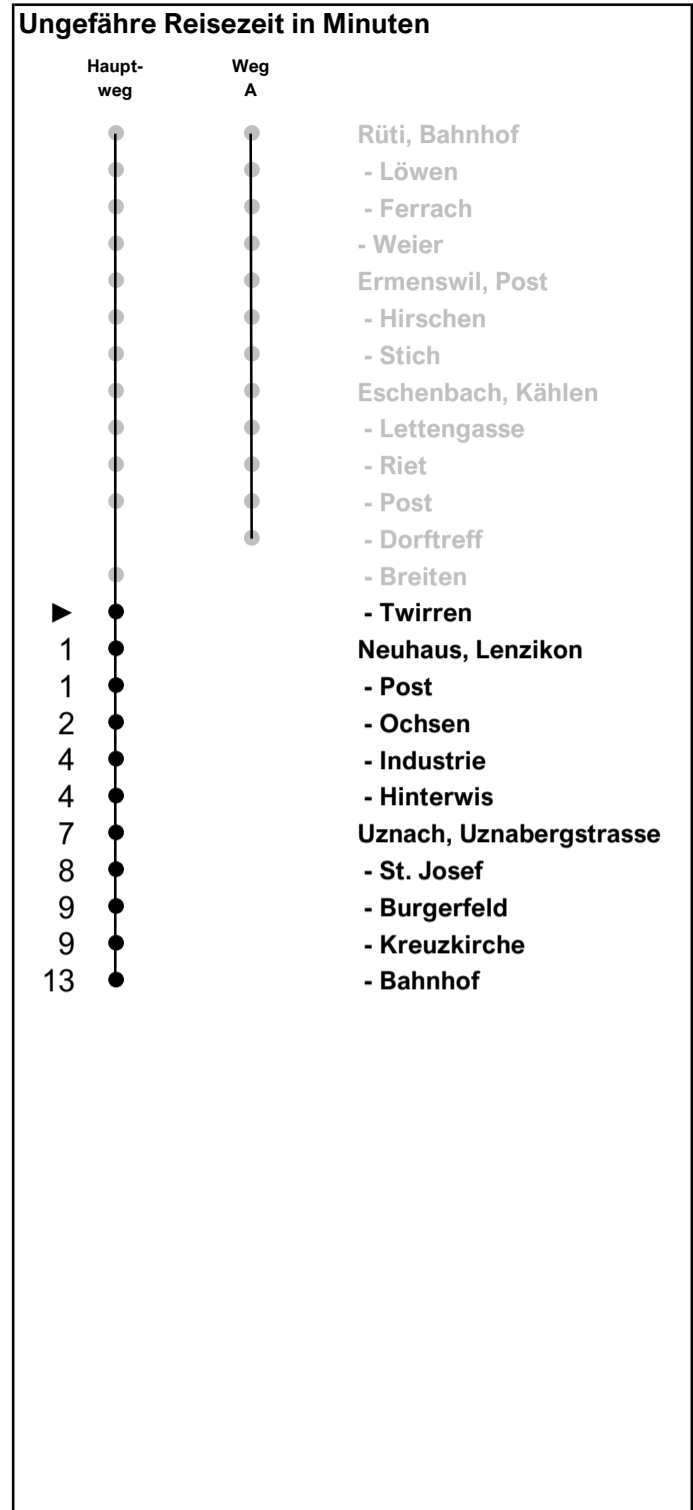 Ungefähre Reisezeit in Minuten
Haupt- Weg
weg A
Rüti, Bahnhof
- Löwen
- Ferrach
- Weier
Ermenswil, Post
- Hirschen
- Stich
Eschenbach, Kählen
- Lettengasse
- Riet
- Post
- Dorftreff
- Breiten
► - Twirren
1 Neuhaus, Lenzikon
1 - Post
2 - Ochsen
4 - Industrie
4 - Hinterwis
7 Uznach, Uznabergstrasse
8 - St. Josef
9 - Burgerfeld
9 - Kreuzkirche
13 - Bahnhof